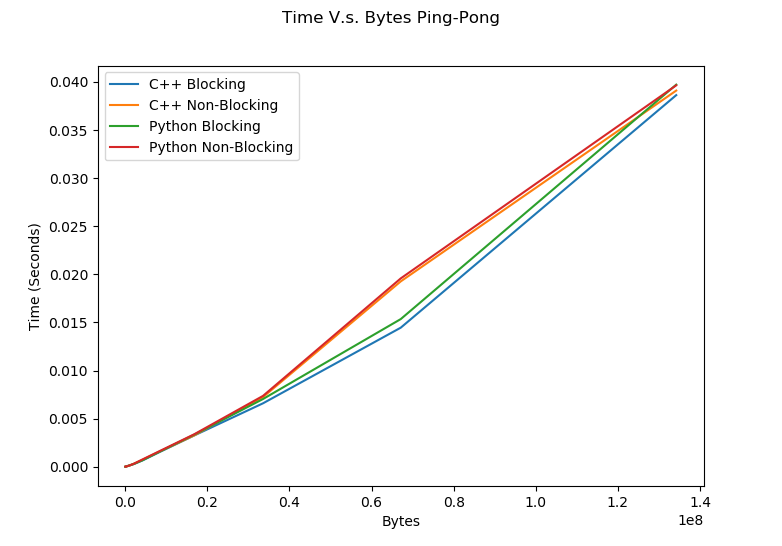 Time V.s. Bytes Ping-Pong
C++ Blocking
C++ Non-Blocking
Python Blocking
Python Non-Blocking
Time (Seconds)
0.040
0.035
0.030
0.025
0.020
0.015
0.010
0.005
0.000
0.0 0.2 0.4 0.6 0.8 1.0 1.2 1.4
Bytes
1e8